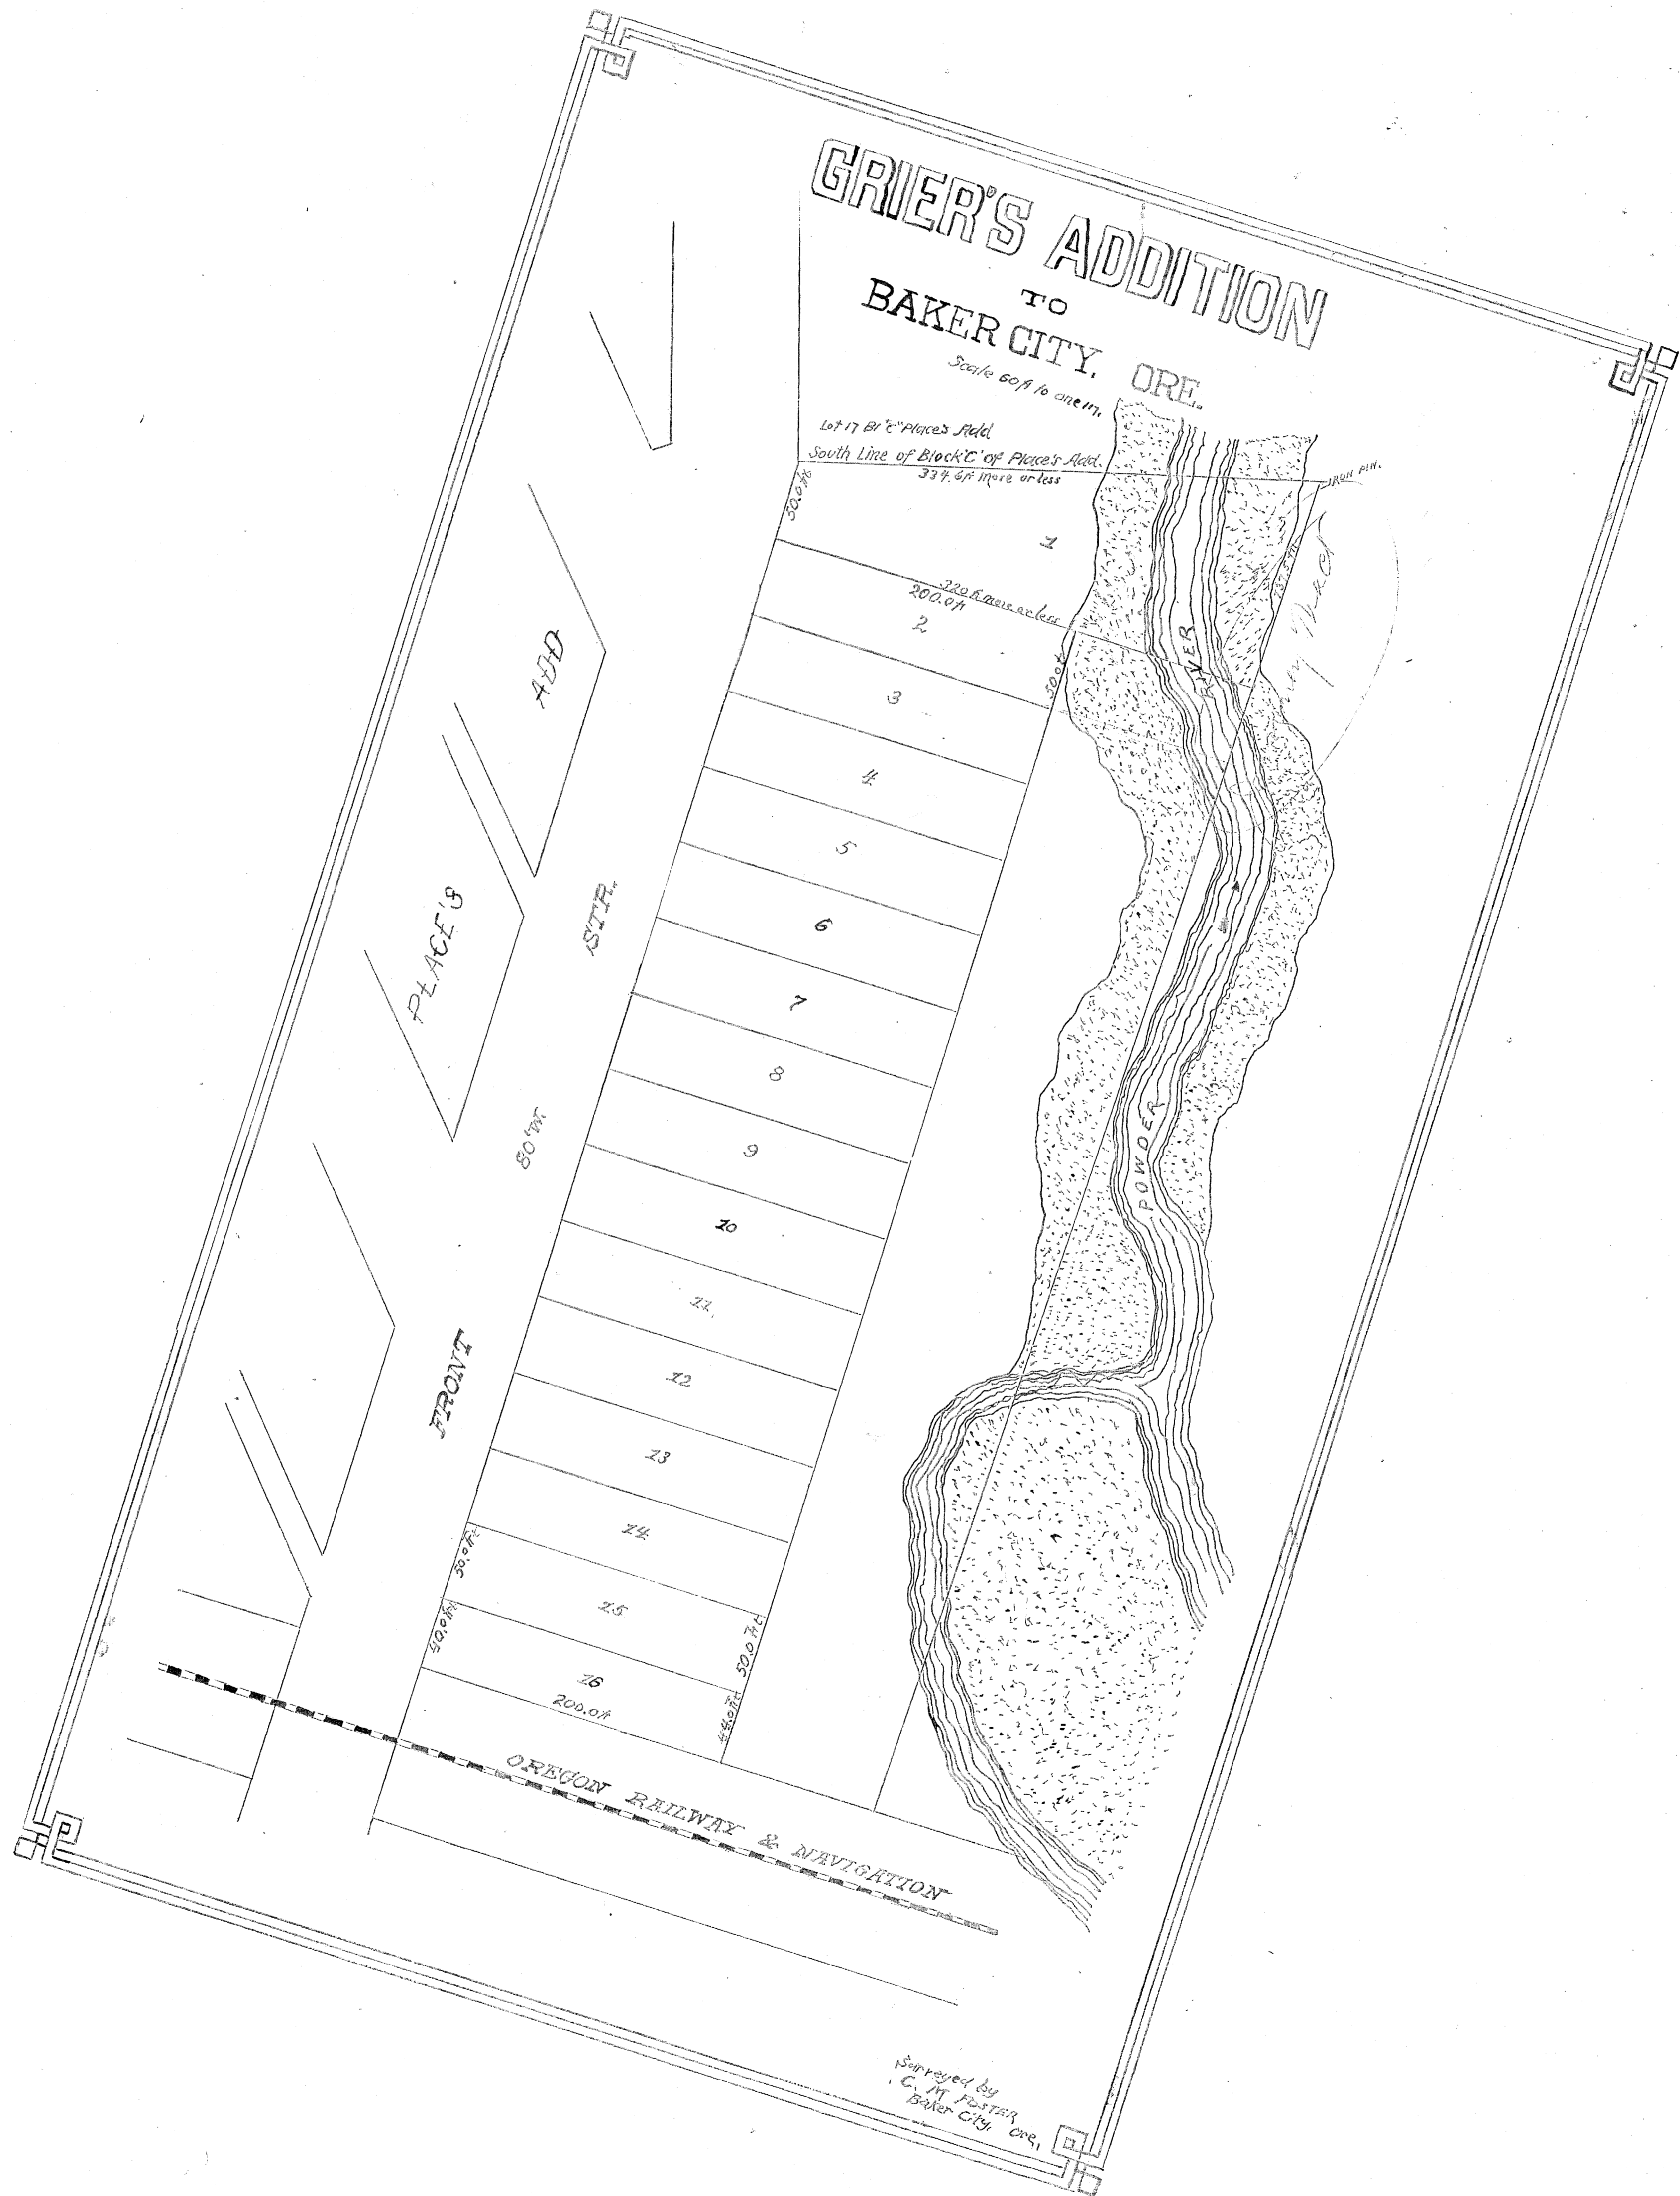 GRIER'S ADDITION
TO
BAKER CITY, ORE.
Scale 60 ft to one in.
Lot 17 Bl "C" Place's Add
South Line of Block "C" of Place's Add.
334.6 ft more or less
IRON PIN.
50.0 ft
1
320 ft more or less
200.0 ft
2
50.0 ft
3
4
5
6
7
8
9
10
11
12
13
14
50.0 ft
15
40.0 ft
50.0 ft
16
200.0 ft
44.0 ft
RIVER
POWDER
ADD
PLACE'S
STR.
80' W.
FRONT
OREGON RAILWAY & NAVIGATION
Surveyed by
C. M FOSTER
Baker City, Ore,